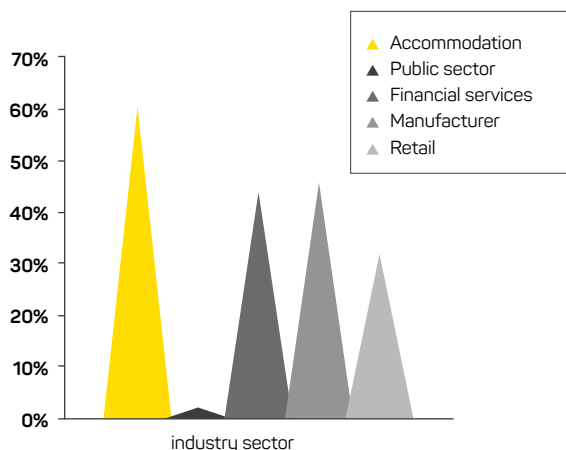 Accommodation
Public sector
Financial services
Manufacturer
Retail
70%
60%
50%
40%
30%
20%
10%
0%
industry sector